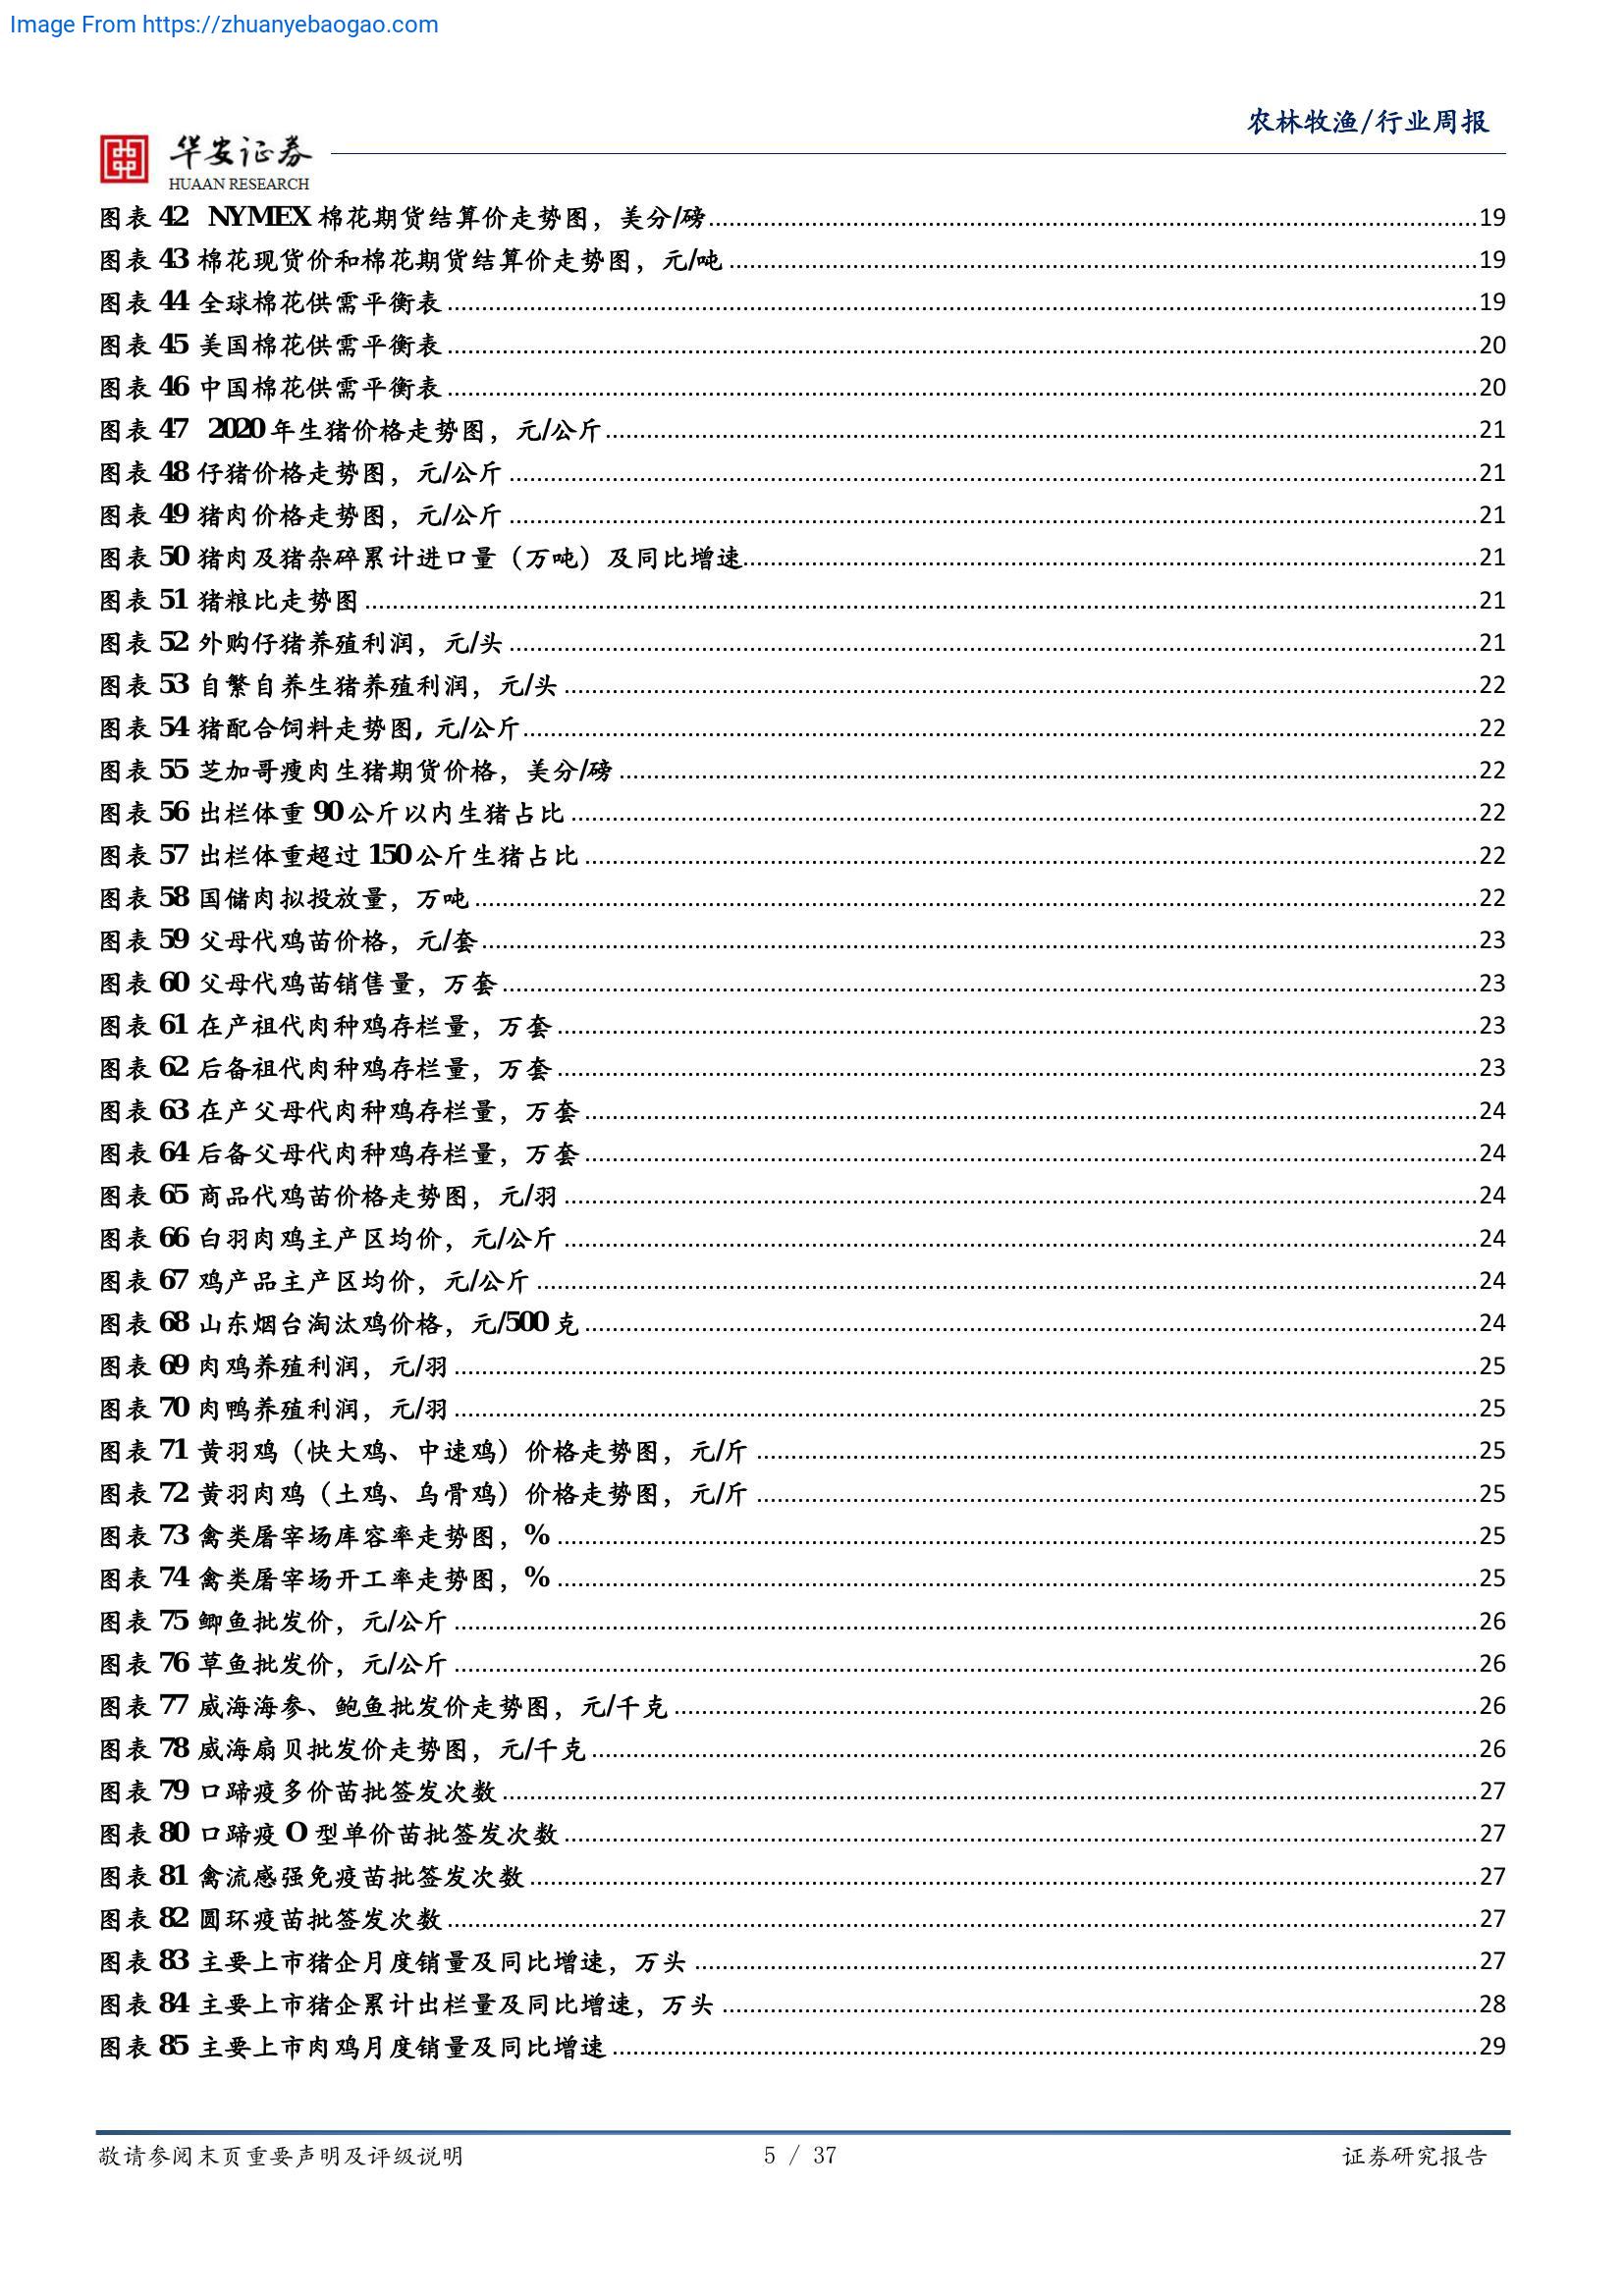 Image From https://zhuanyebaogao.com
农林牧渔/行业周报
华安证券
HUAAN RESEARCH
图表 42 NYMEX 棉花期货结算价走势图，美分/磅 19
图表 43 棉花现货价和棉花期货结算价走势图，元/吨 19
图表 44 全球棉花供需平衡表 19
图表 45 美国棉花供需平衡表 20
图表 46 中国棉花供需平衡表 20
图表 47 2020 年生猪价格走势图，元/公斤 21
图表 48 仔猪价格走势图，元/公斤 21
图表 49 猪肉价格走势图，元/公斤 21
图表 50 猪肉及猪杂碎累计进口量（万吨）及同比增速 21
图表 51 猪粮比走势图 21
图表 52 外购仔猪养殖利润，元/头 21
图表 53 自繁自养生猪养殖利润，元/头 22
图表 54 猪配合饲料走势图, 元/公斤 22
图表 55 芝加哥瘦肉生猪期货价格，美分/磅 22
图表 56 出栏体重 90 公斤以内生猪占比 22
图表 57 出栏体重超过 150 公斤生猪占比 22
图表 58 国储肉拟投放量，万吨 22
图表 59 父母代鸡苗价格，元/套 23
图表 60 父母代鸡苗销售量，万套 23
图表 61 在产祖代肉种鸡存栏量，万套 23
图表 62 后备祖代肉种鸡存栏量，万套 23
图表 63 在产父母代肉种鸡存栏量，万套 24
图表 64 后备父母代肉种鸡存栏量，万套 24
图表 65 商品代鸡苗价格走势图，元/羽 24
图表 66 白羽肉鸡主产区均价，元/公斤 24
图表 67 鸡产品主产区均价，元/公斤 24
图表 68 山东烟台淘汰鸡价格，元/500 克 24
图表 69 肉鸡养殖利润，元/羽 25
图表 70 肉鸭养殖利润，元/羽 25
图表 71 黄羽鸡（快大鸡、中速鸡）价格走势图，元/斤 25
图表 72 黄羽肉鸡（土鸡、乌骨鸡）价格走势图，元/斤 25
图表 73 禽类屠宰场库容率走势图，% 25
图表 74 禽类屠宰场开工率走势图，% 25
图表 75 鲫鱼批发价，元/公斤 26
图表 76 草鱼批发价，元/公斤 26
图表 77 威海海参、鲍鱼批发价走势图，元/千克 26
图表 78 威海扇贝批发价走势图，元/千克 26
图表 79 口蹄疫多价苗批签发次数 27
图表 80 口蹄疫 O 型单价苗批签发次数 27
图表 81 禽流感强免疫苗批签发次数 27
图表 82 圆环疫苗批签发次数 27
图表 83 主要上市猪企月度销量及同比增速，万头 27
图表 84 主要上市猪企累计出栏量及同比增速，万头 28
图表 85 主要上市肉鸡月度销量及同比增速 29
敬请参阅末页重要声明及评级说明 5 / 37 证券研究报告